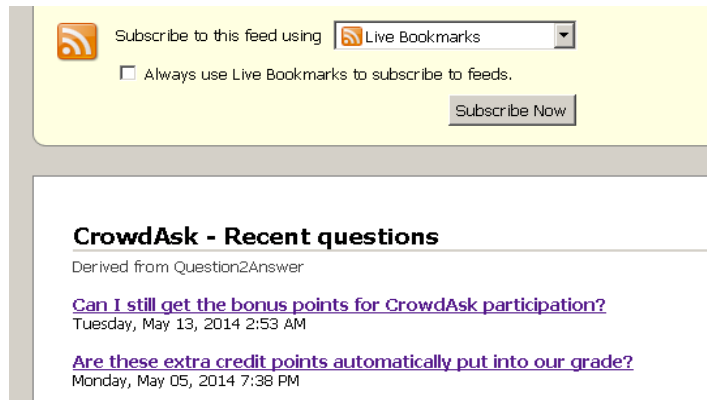 Subscribe to this feed using Live Bookmarks
Always use Live Bookmarks to subscribe to feeds.
Subscribe Now
CrowdAsk - Recent questions
Derived from Question2Answer
Can I still get the bonus points for CrowdAsk participation?
Tuesday, May 13, 2014 2:53 AM
Are these extra credit points automatically put into our grade?
Monday, May 05, 2014 7:38 PM